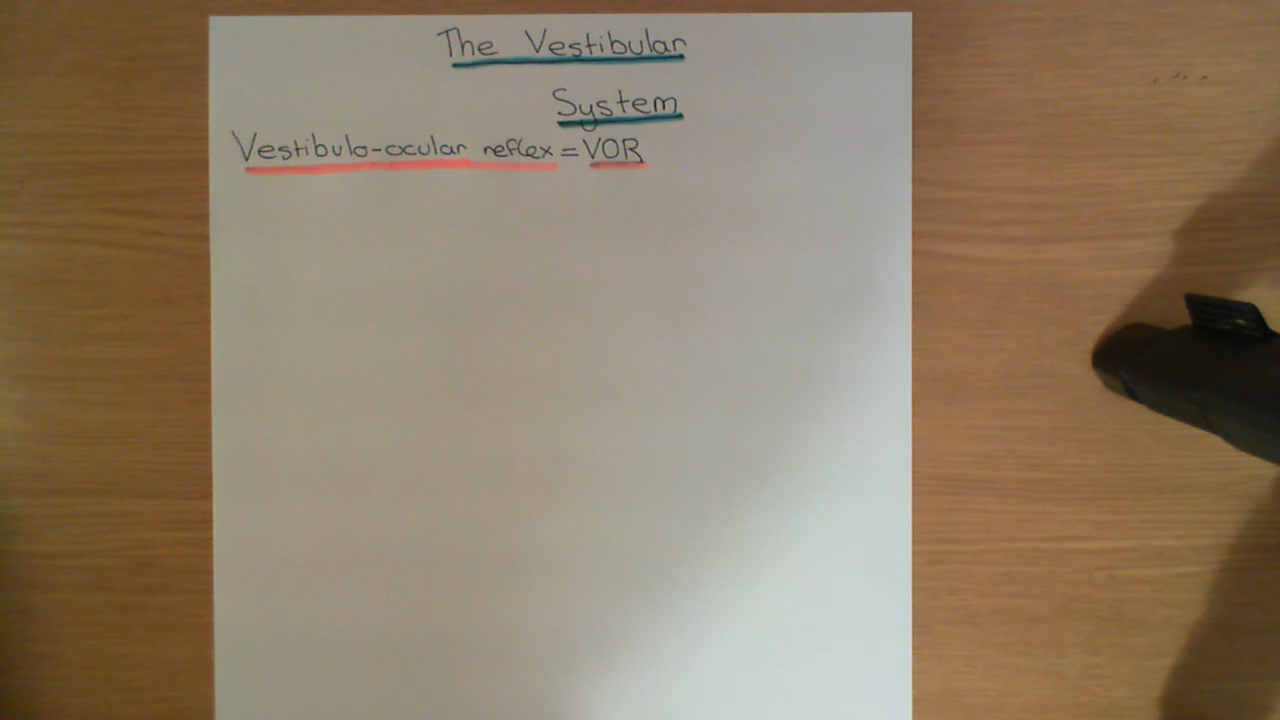 The Vestibular
System
Vestibulo-ocular reflex = VOR